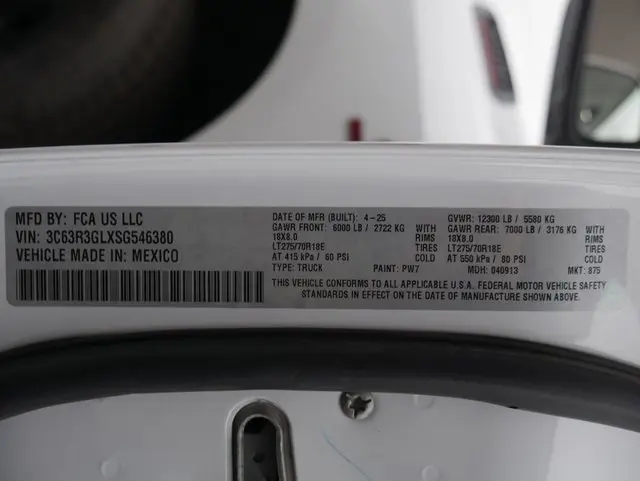 MFD BY: FCA US LLC
VIN: 3C63R3GLXSG546380
VEHICLE MADE IN: MEXICO
DATE OF MFR (BUILT): 4-25
GAWR FRONT: 6000 LB / 2722 KG
18X8.0 RIMS
LT275/70R18E TIRES
AT 415 kPa / 60 PSI COLD
TYPE: TRUCK PAINT: PW7
GVWR: 12300 LB / 5580 KG
GAWR REAR: 7000 LB / 3176 KG
18X8.0 RIMS
LT275/70R18E TIRES
AT 550 kPa / 80 PSI COLD
MDH: 040913 MKT: 875
THIS VEHICLE CONFORMS TO ALL APPLICABLE U.S.A. FEDERAL MOTOR VEHICLE SAFETY
STANDARDS IN EFFECT ON THE DATE OF MANUFACTURE SHOWN ABOVE.